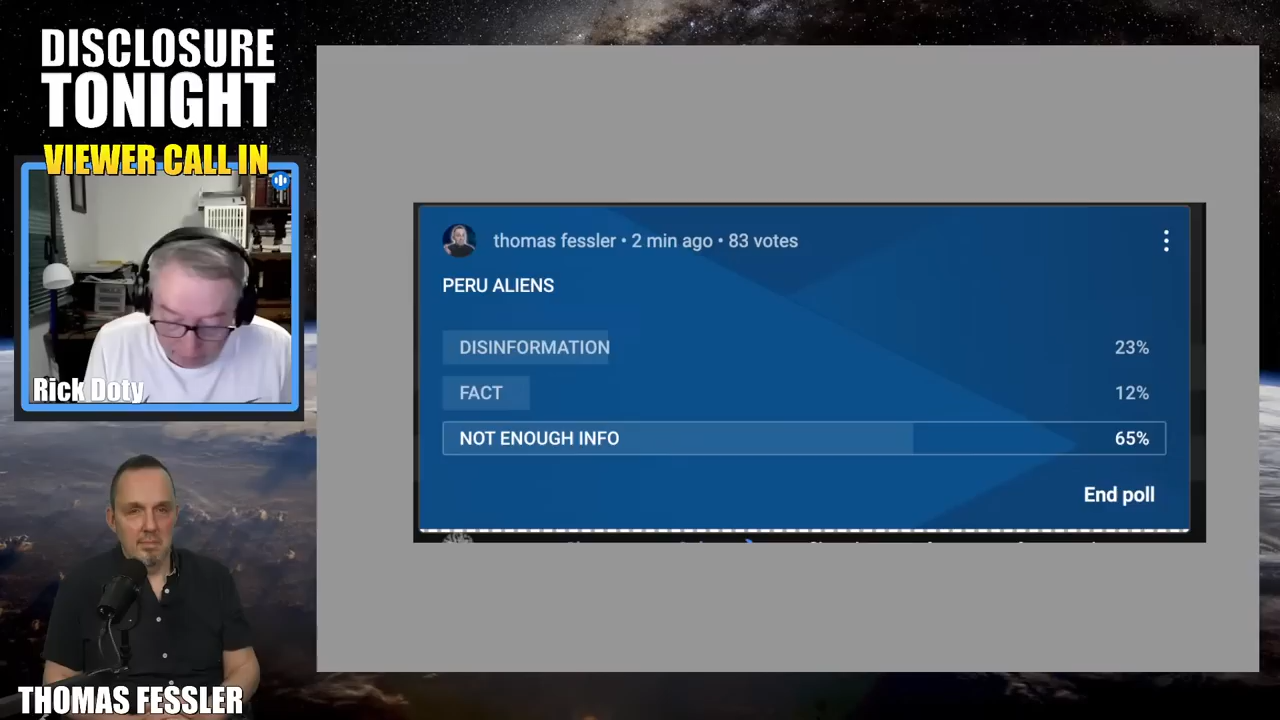 DISCLOSURE
TONIGHT
VIEWER CALL IN
Rick Doty
THOMAS FESSLER
thomas fessler • 2 min ago • 83 votes
PERU ALIENS
DISINFORMATION 23%
FACT 12%
NOT ENOUGH INFO 65%
End poll